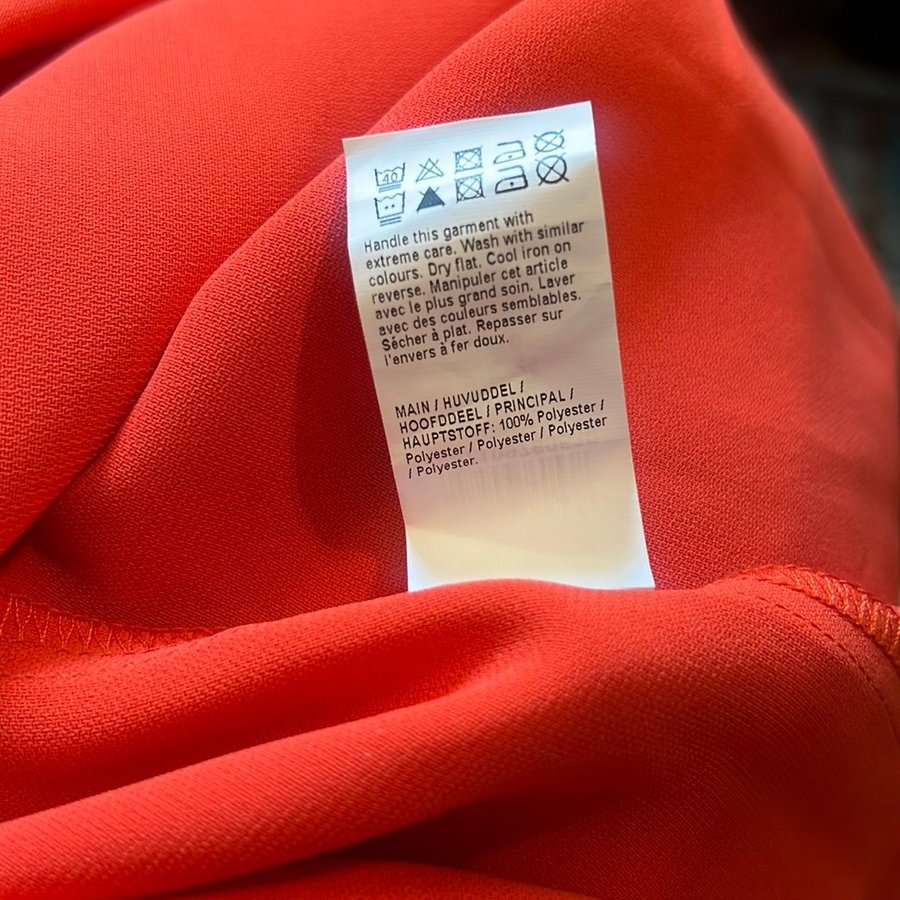 40
Handle this garment with
extreme care. Wash with similar
colours. Dry flat. Cool iron on
reverse. Manipuler cet article
avec le plus grand soin. Laver
avec des couleurs semblables.
Sécher à plat. Repasser sur
l'envers à fer doux.
MAIN / HUVUDDEL /
HOOFDDEEL / PRINCIPAL /
HAUPTSTOFF: 100% Polyester /
Polyester / Polyester / Polyester
/ Polyester.